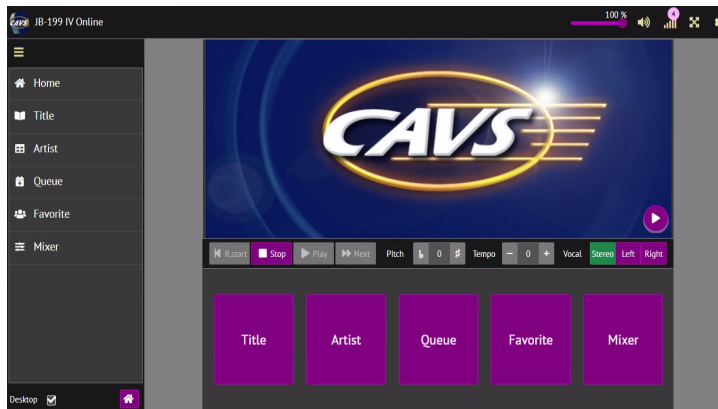 CAVS JB-199 IV Online 100 % 4
Home
Title
Artist
Queue
Favorite
Mixer
Desktop
CAVS
R.start Stop Play Next Pitch ♭ 0 ♯ Tempo − 0 + Vocal Stereo Left Right
Title Artist Queue Favorite Mixer